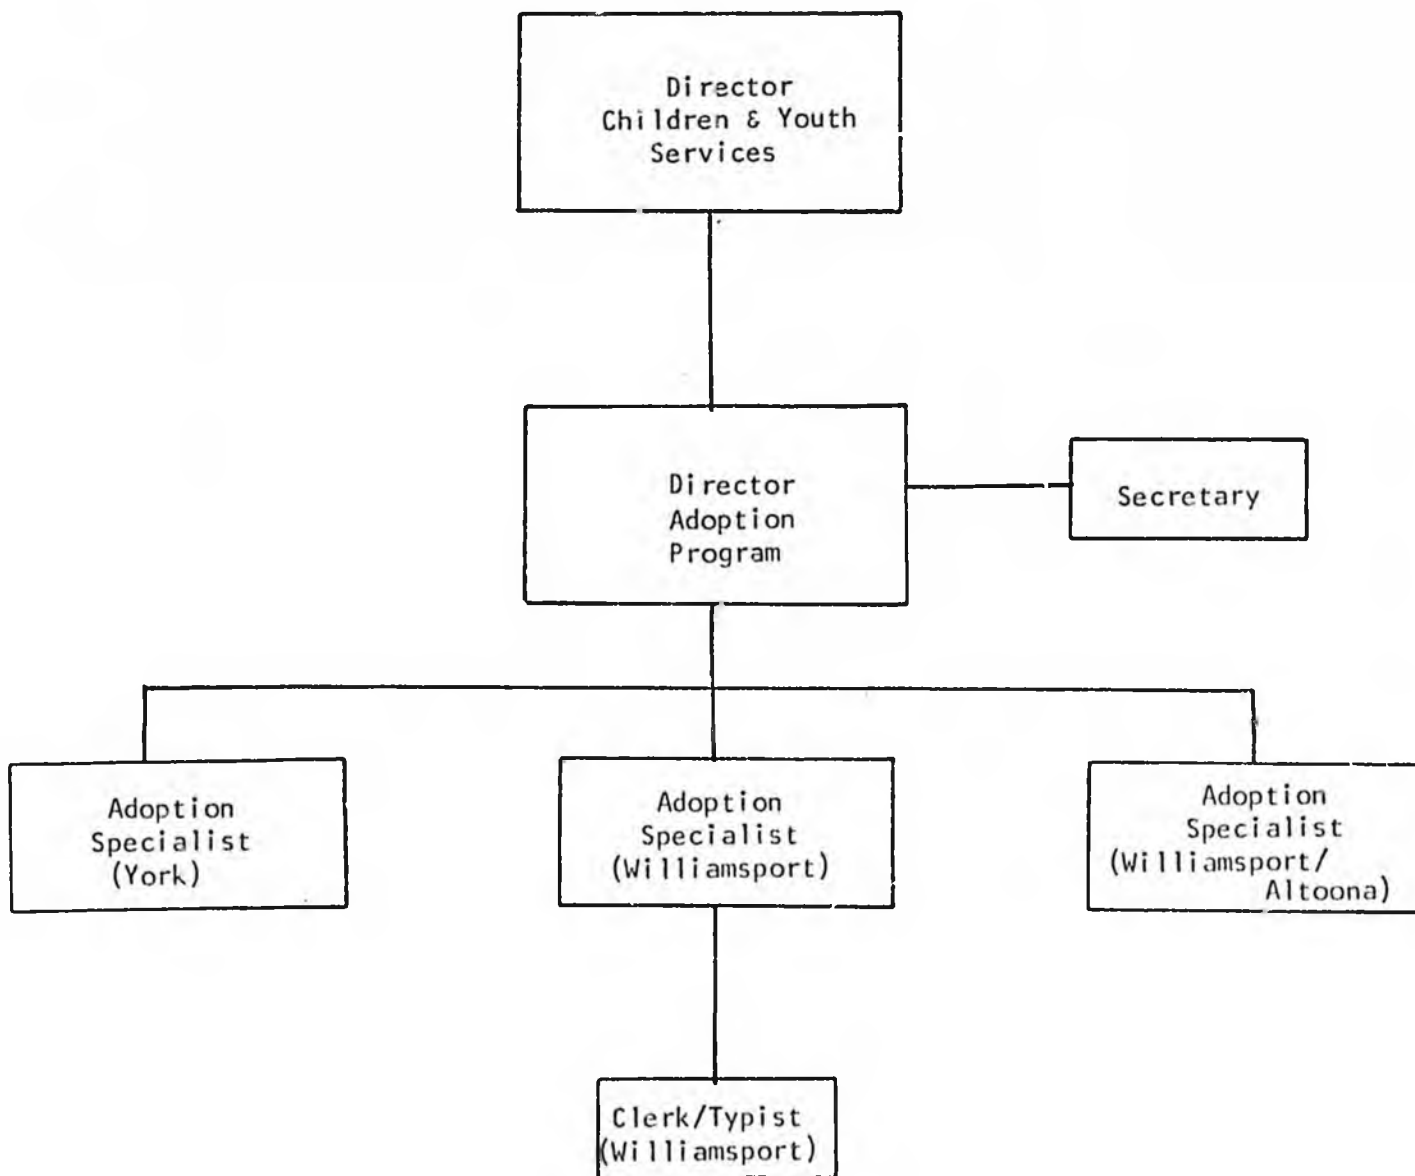 Director
Children & Youth
Services
Director
Adoption
Program
Secretary
Adoption
Specialist
(York)
Adoption
Specialist
(Williamsport)
Adoption
Specialist
(Williamsport/
Altoona)
Clerk/Typist
(Williamsport)